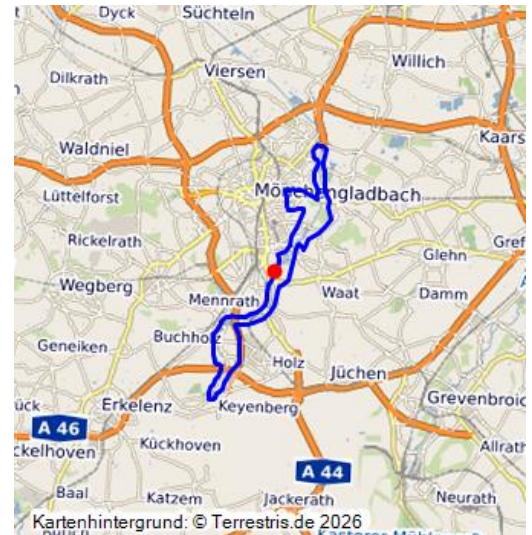 Dyck
Süchteln
Willich
Dilkrath
Viersen
Kaars
Waldniel
Lüttelforst
Mönchengladbach
Rickelrath
Glehn
Gref
Wegberg
Mennrath
Waat
Damm
Buchholz
Geneiken
Holz
Jüchen
Erkelenz
Keyenberg
Grevenbroic
A 46
Kückhoven
Allrath
ckelhoven
A 44
Baal
Katzem
Jackerath
Neurath
Kartenhintergrund: © Terrestris.de 2026